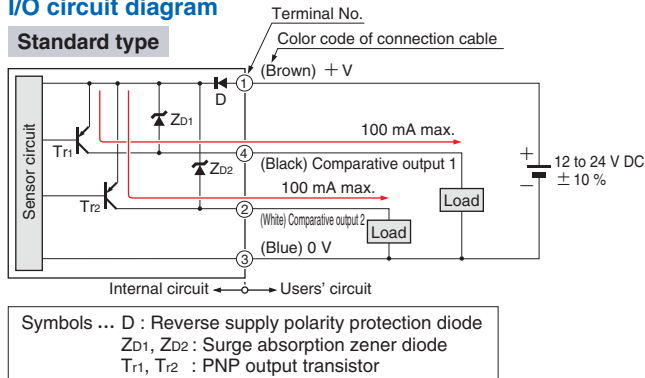 I/O circuit diagram
Standard type
Terminal No.
Color code of connection cable
1
(Brown) +V
D
ZD1
100 mA max.
Sensor circuit
Tr1
4
(Black) Comparative output 1
ZD2
100 mA max.
Load
+
−
12 to 24 V DC
± 10 %
Tr2
2
(White) Comparative output 2
Load
(Blue) 0 V
3
Internal circuit
Users' circuit
Symbols ... D : Reverse supply polarity protection diode
ZD1, ZD2 : Surge absorption zener diode
Tr1, Tr2 : PNP output transistor